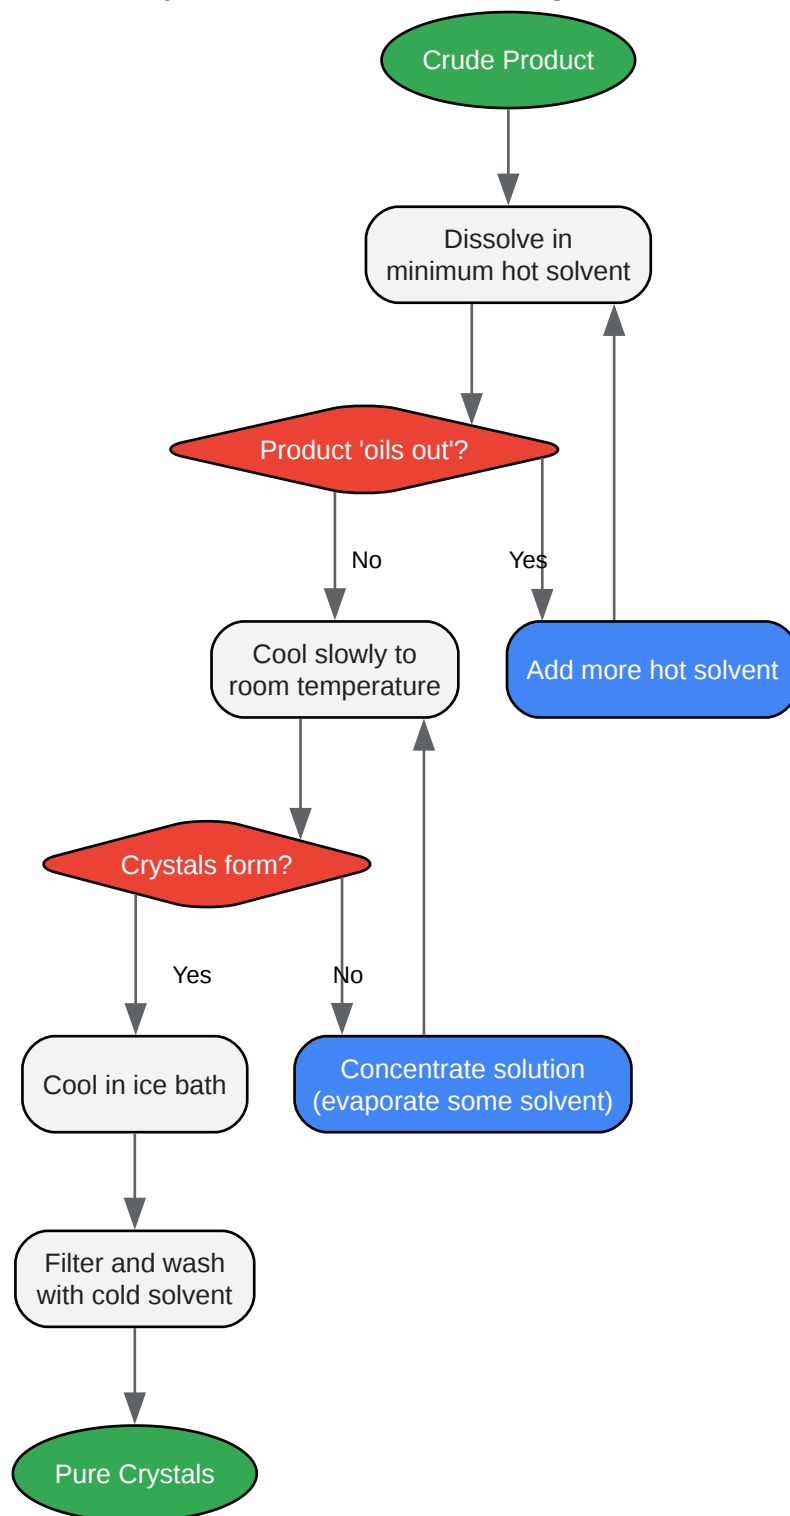 Crude Product
Dissolve in
minimum hot solvent
Product 'oils out'?
No
Yes
Cool slowly to
room temperature
Add more hot solvent
Crystals form?
Yes
No
Cool in ice bath
Concentrate solution
(evaporate some solvent)
Filter and wash
with cold solvent
Pure Crystals